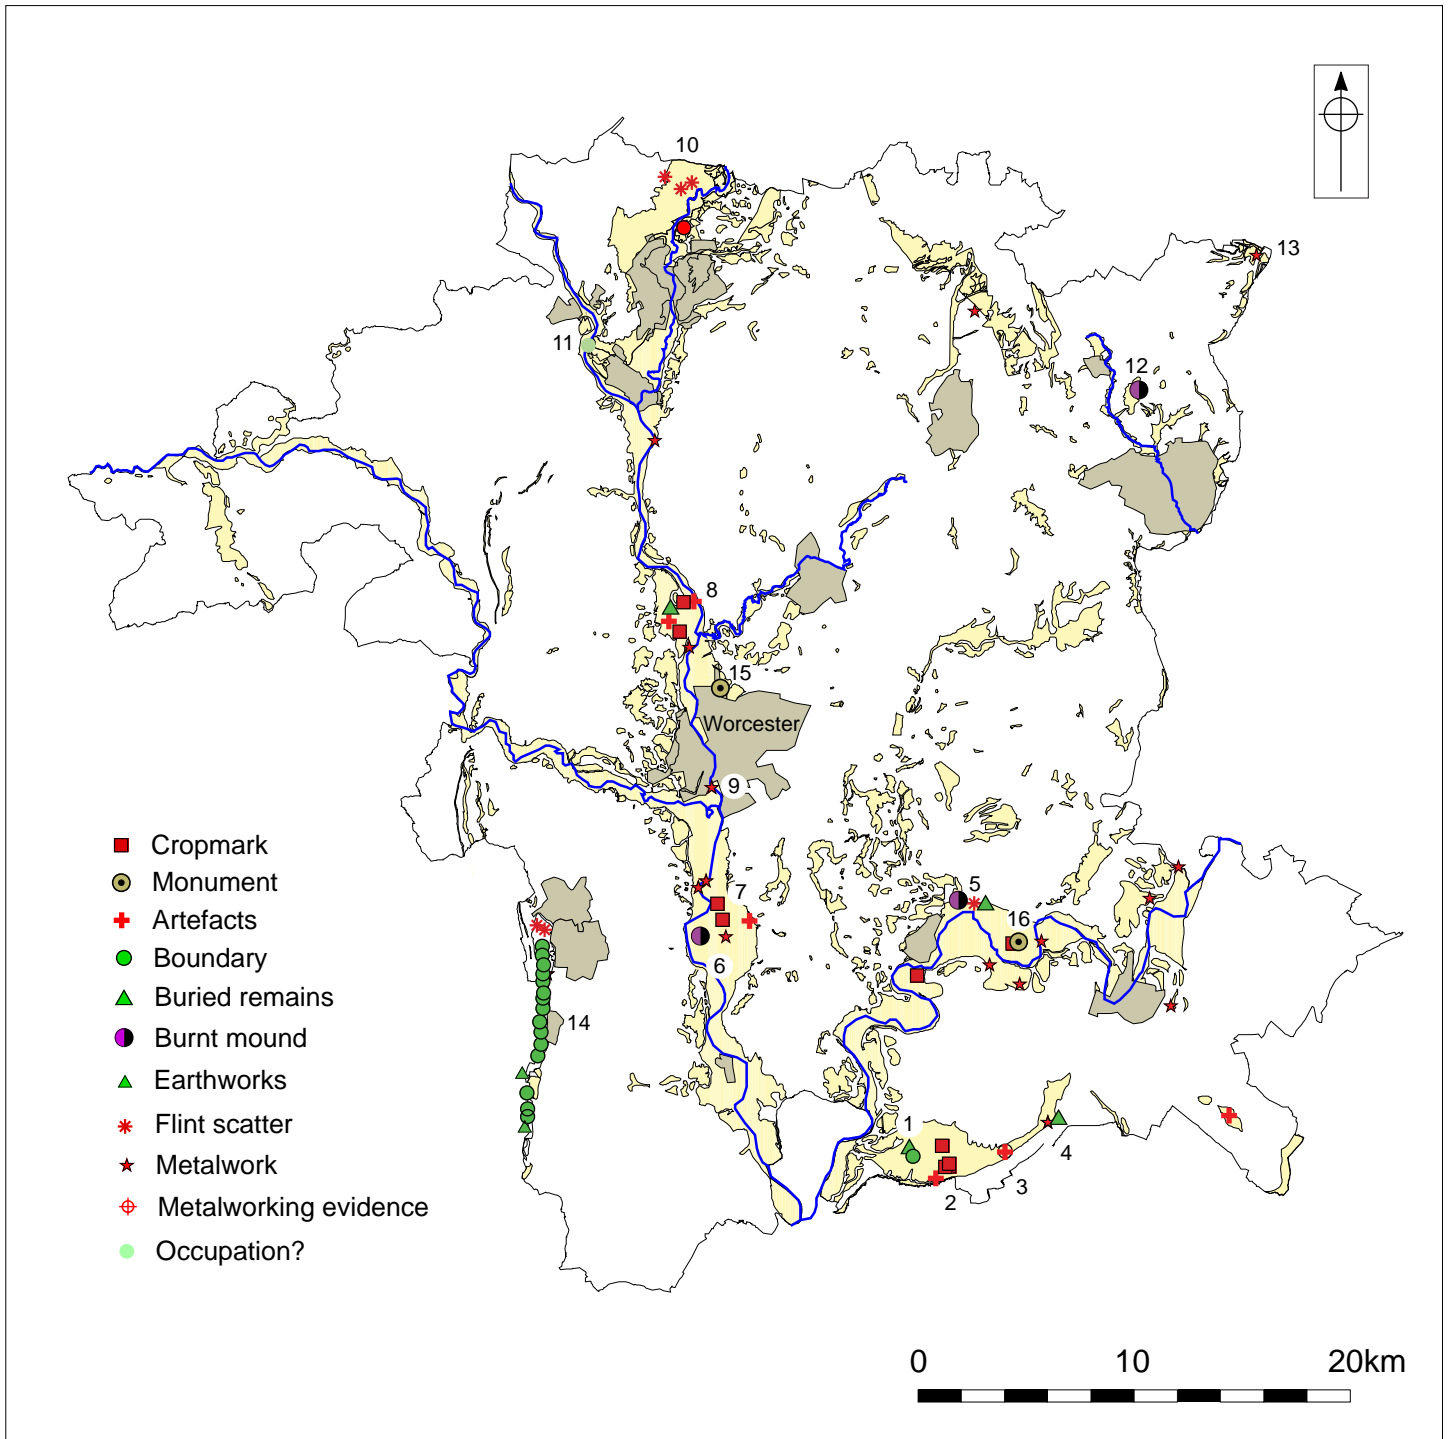 10
13
11
12
8
15
Worcester
9
Cropmark
Monument
Artefacts
Boundary
Buried remains
Burnt mound
Earthworks
Flint scatter
Metalwork
Metalworking evidence
Occupation?
7
5
16
6
14
1
4
3
2
0 10 20km